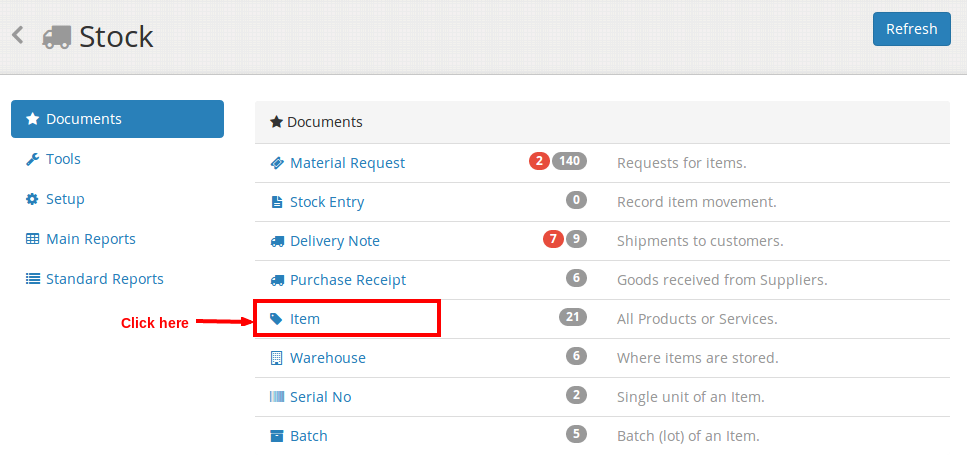 Stock
Refresh
Documents
Tools
Setup
Main Reports
Standard Reports
Documents
Material Request 2 140 Requests for items.
Stock Entry 0 Record item movement.
Delivery Note 7 9 Shipments to customers.
Purchase Receipt 6 Goods received from Suppliers.
Click here
Item 21 All Products or Services.
Warehouse 6 Where items are stored.
Serial No 2 Single unit of an Item.
Batch 5 Batch (lot) of an Item.